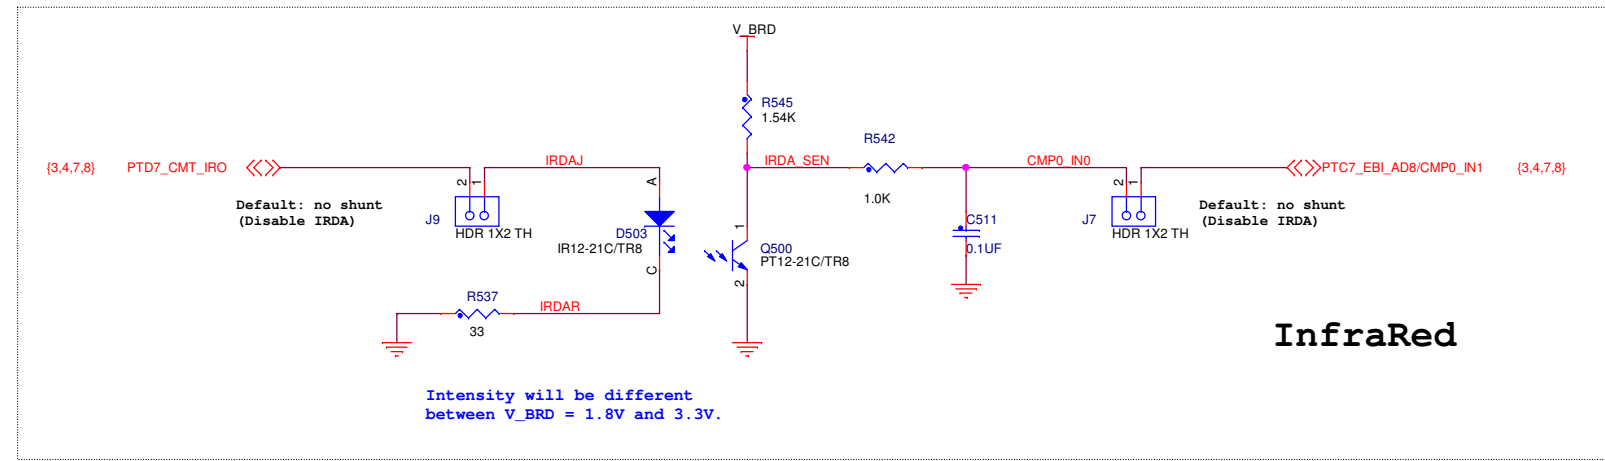 V_BRD
R545
1.54K
R542
{3,4,7,8} PTD7_CMT_IRO
IRDAJ
IRDA_SEN
CMP0_IN0
PTC7_EBI_AD8/CMP0_IN1 {3,4,7,8}
2 1
A
1.0K
2 1
Default: no shunt
(Disable IRDA)
J9
HDR 1X2 TH
D503
IR12-21C/TR8
C
1
Q500
PT12-21C/TR8
2
C511
0.1UF
J7
HDR 1X2 TH
Default: no shunt
(Disable IRDA)
R537
33
IRDAR
InfraRed
Intensity will be different
between V_BRD = 1.8V and 3.3V.